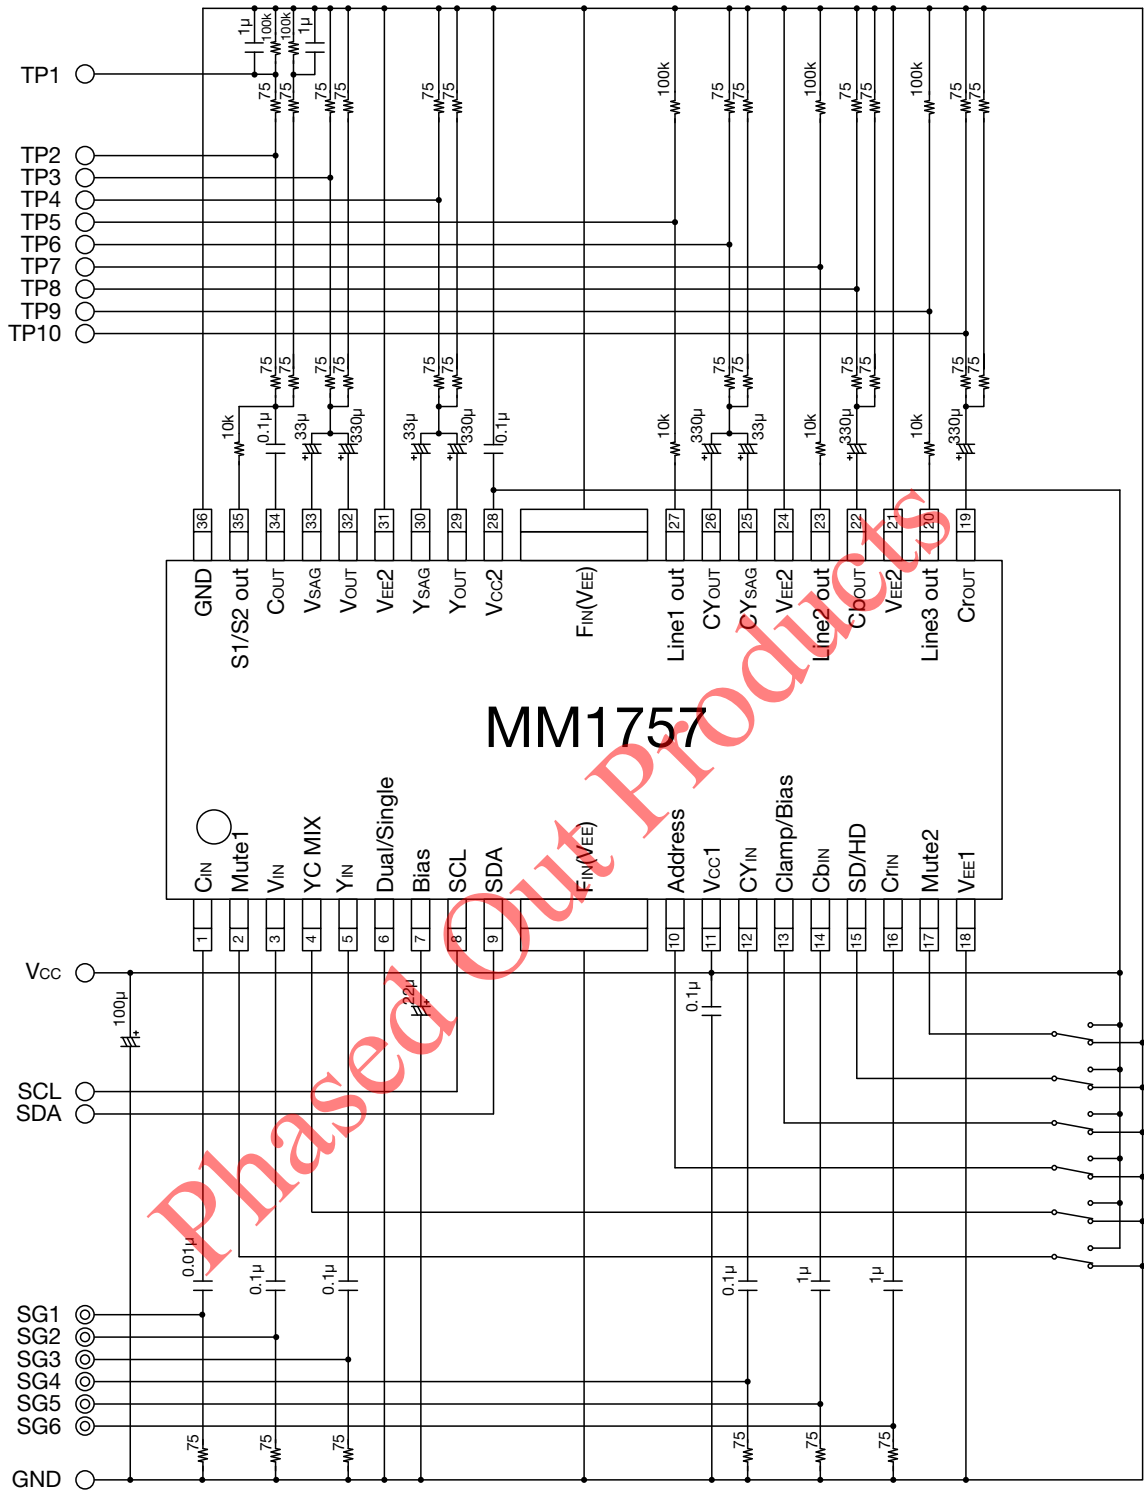 1µ 100k 100k 1µ
TP1
75 75 75 75 75 75 100k 75 75 100k 75 75 100k 75 75
TP2
TP3
TP4
TP5
TP6
TP7
TP8
TP9
TP10
75 75 75 75 75 75 75 75 75 75 75 75
10k 0.1µ 33µ 330µ 33µ 330µ 0.1µ 10k 330µ 33µ 10k 330µ 10k 330µ
36 35 34 33 32 31 30 29 28 27 26 25 24 23 22 21 20 19
GND
S1/S2 out
COUT
VSAG
VOUT
VEE2
YSAG
YOUT
VCC2
FIN(VEE)
Line1 out
CYOUT
CYSAG
VEE2
Line2 out
CbOUT
VEE2
Line3 out
CrOUT
MM1757
CIN
Mute1
VIN
YC MIX
YIN
Dual/Single
Bias
SCL
SDA
FIN(VEE)
Address
VCC1
CYIN
Clamp/Bias
CbIN
SD/HD
CrIN
Mute2
VEE1
1 2 3 4 5 6 7 8 9 10 11 12 13 14 15 16 17 18
VCC
100µ 22µ 0.1µ
SCL
SDA
0.01µ 0.1µ 0.1µ 0.1µ 1µ 1µ
SG1
SG2
SG3
SG4
SG5
SG6
75 75 75 75 75 75
GND
Phased Out Products